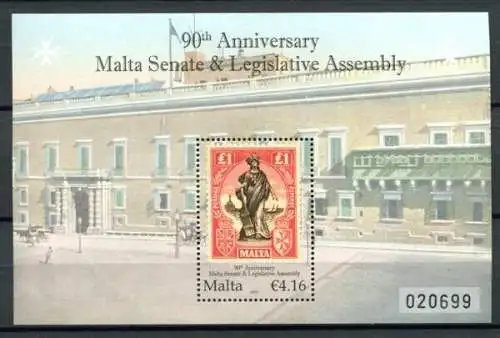 90th Anniversary
Malta Senate & Legislative Assembly
£1 £1
MALTA
90th Anniversary
Malta Senate & Legislative Assembly
Malta €4.16
020699